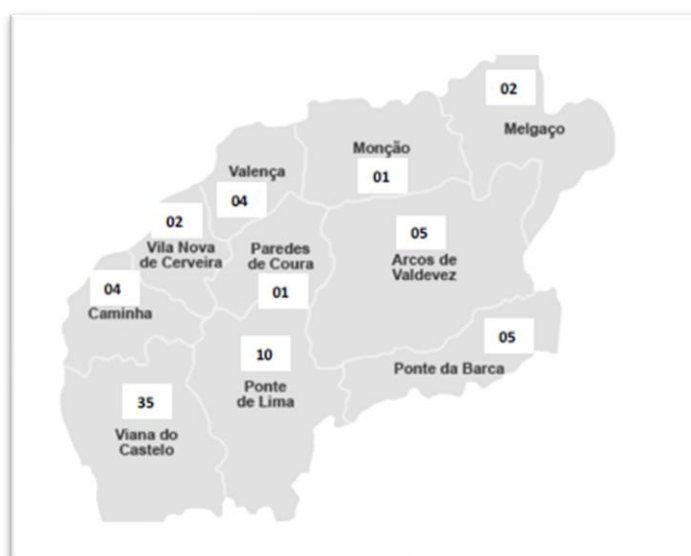 02
Melgaço
Monção
01
Valença
04
02
Vila Nova
de Cerveira
Paredes
de Coura
01
05
Arcos de
Valdevez
04
Caminha
05
Ponte da Barca
10
Ponte
de Lima
35
Viana do
Castelo